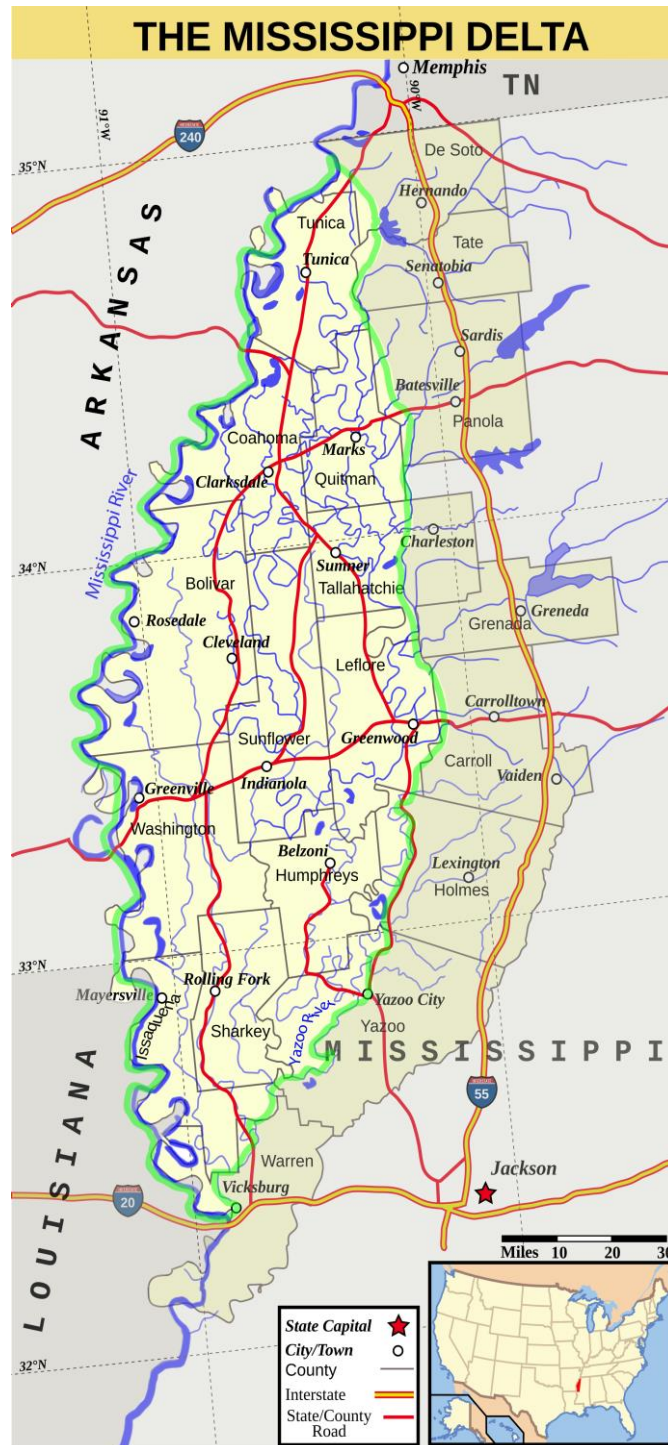 THE MISSISSIPPI DELTA
Memphis
TN
91°W
90°W
240
35°N
De Soto
Hernando
Tunica
Tate
Tunica
Senatobia
ARKANSAS
Sardis
Batesville
Panola
Coahoma
Marks
Clarksdale
Quitman
Mississippi River
Charleston
34°N
Sumner
Bolivar
Tallahatchie
Rosedale
Greneda
Grenada
Cleveland
Leflore
Carrolltown
Greenwood
Sunflower
Carroll
Indianola
Vaiden
Greenville
Washington
Belzoni
Humphreys
Lexington
Holmes
33°N
Rolling Fork
Mayersville
Issaquena
Yazoo City
Sharkey
Yazoo River
Yazoo
MISSISSIPPI
LOUISIANA
55
Warren
Jackson
Vicksburg
20
Miles 10 20 30
32°N
State Capital
City/Town
County
Interstate
State/County
Road